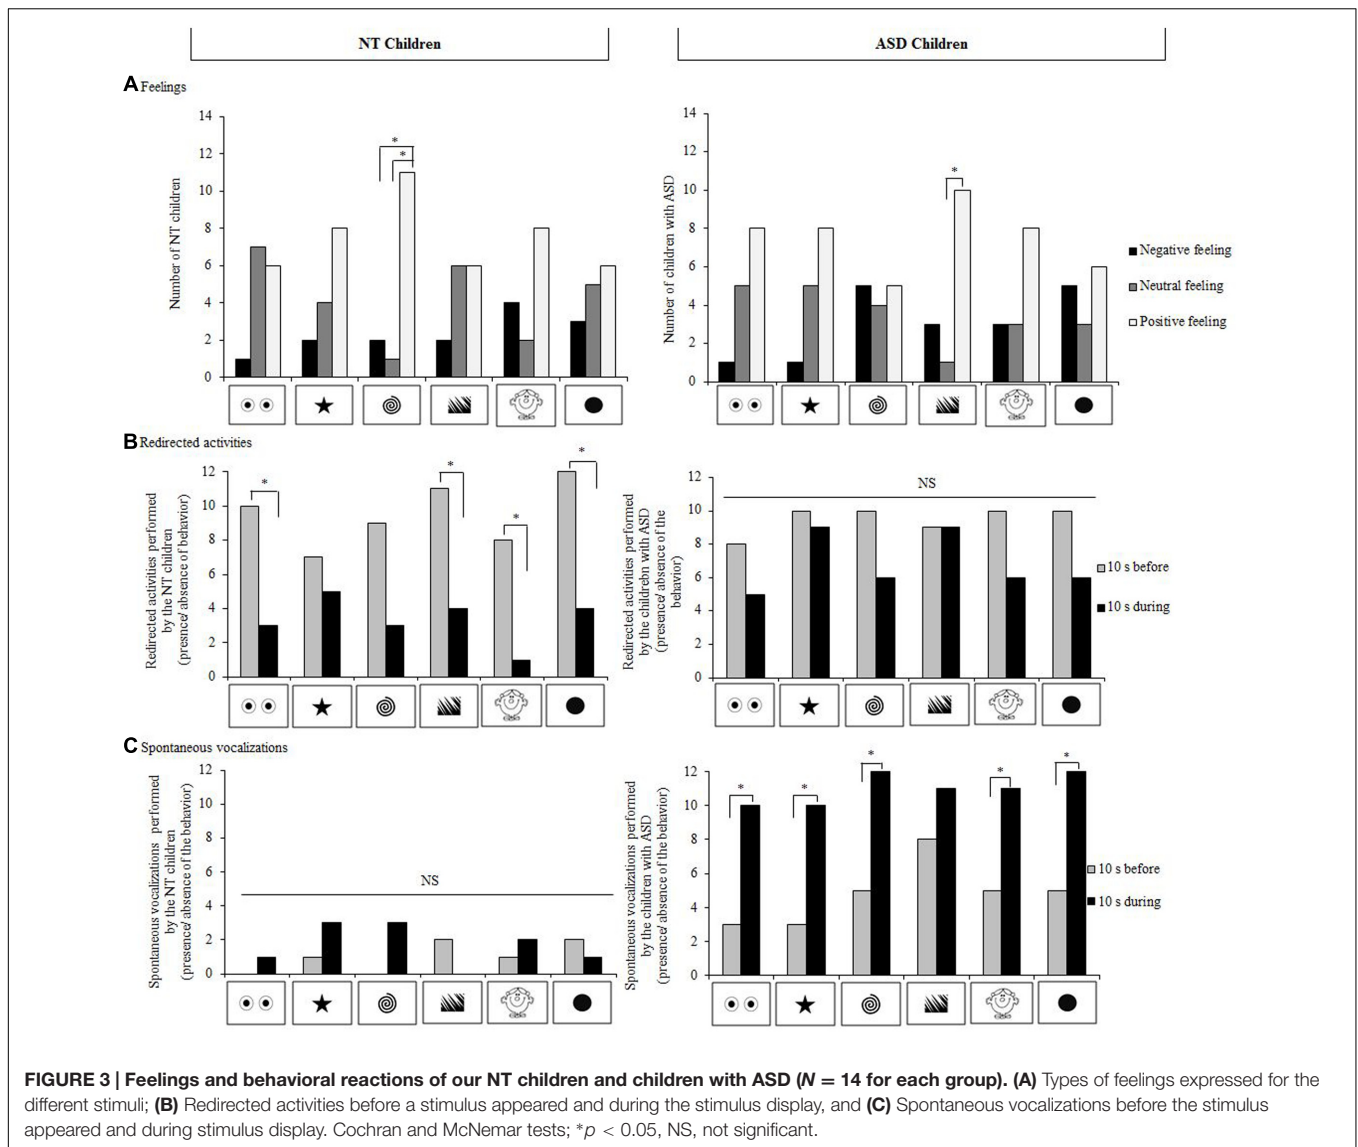 NT Children
ASD Children
A Feelings
14
12
10
8
6
4
2
0
Number of NT children
*
*
14
12
10
8
6
4
2
0
Number of children with ASD
*
Negative feeling
Neutral feeling
Positive feeling
B Redirected activities
12
10
8
6
4
2
0
Redirected activities performed
by the NT children
(presnce/ absence of behavior)
*
*
*
*
12
10
8
6
4
2
0
Redirected activities performed
by the childrebn with ASD
(presence/ absence of the
behavior)
NS
10 s before
10 s during
C Spontaneous vocalizations
12
10
8
6
4
2
0
Spontaneous vocalizations performed
by the NT children
(presence/ absence of the behavior)
NS
12
10
8
6
4
2
0
Spontaneous vocalizations performed
by the children with ASD
(presence/ absence of the behavior)
*
*
*
*
*
10 s before
10 s during
FIGURE 3 | Feelings and behavioral reactions of our NT children and children with ASD (N = 14 for each group). (A) Types of feelings expressed for the
different stimuli; (B) Redirected activities before a stimulus appeared and during the stimulus display, and (C) Spontaneous vocalizations before the stimulus
appeared and during stimulus display. Cochran and McNemar tests; *p < 0.05, NS, not significant.